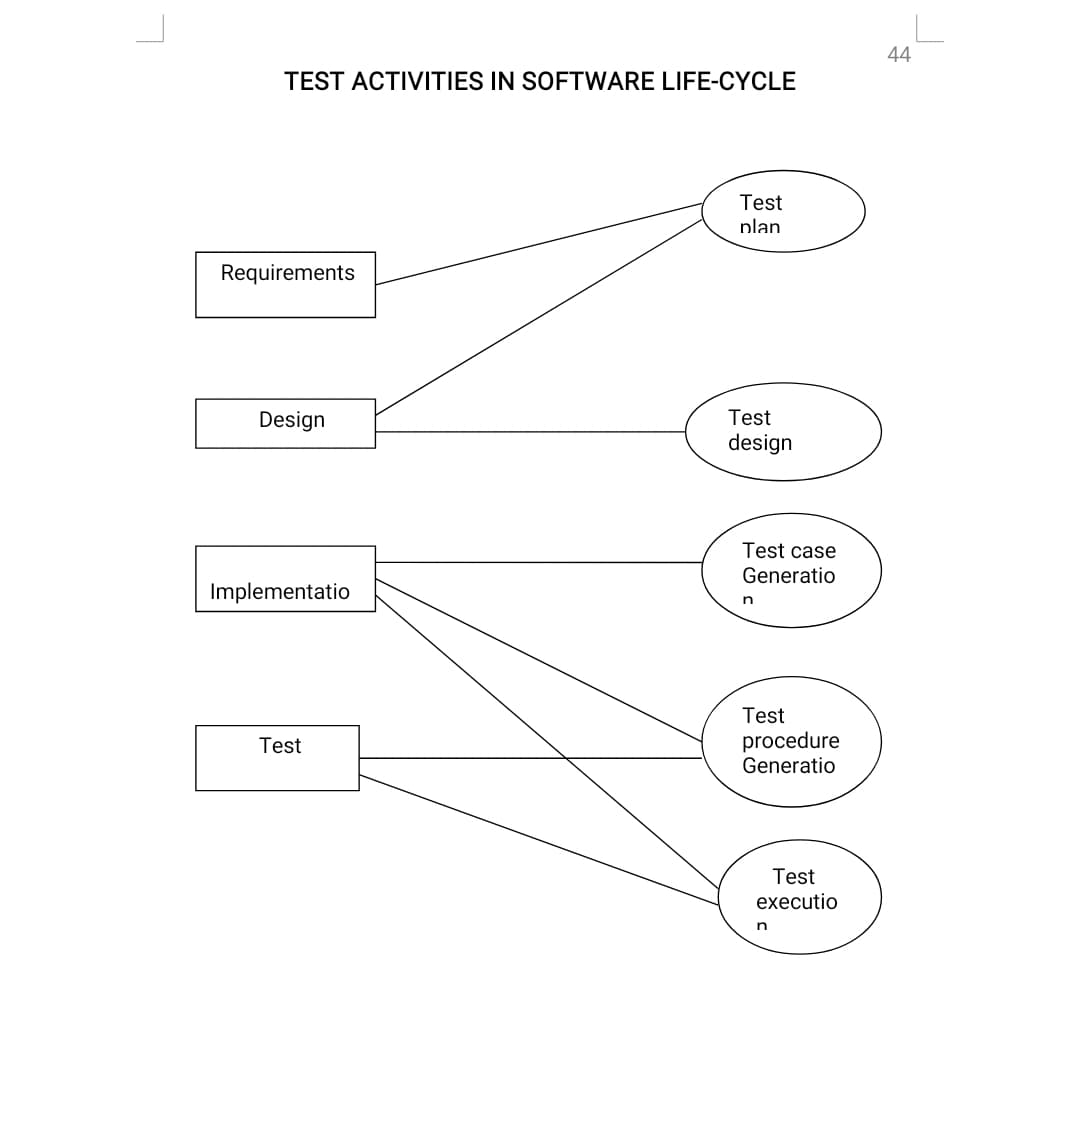 44
TEST ACTIVITIES IN SOFTWARE LIFE-CYCLE
Test
plan
Requirements
Design
Test
design
Implementatio
Test case
Generatio
n
Test
Test
procedure
Generatio
Test
executio
n